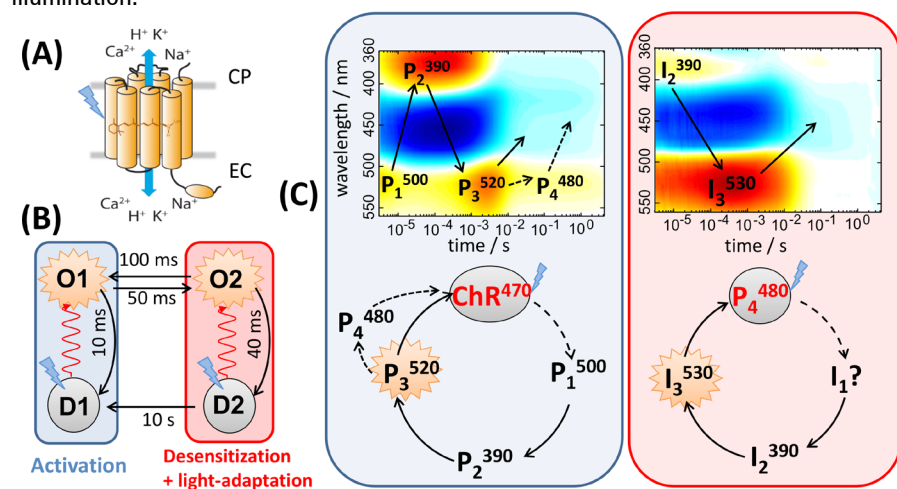 illumination.
(A)
H⁺ K⁺
Ca²⁺
Na⁺
CP
EC
Ca²⁺
H⁺ K⁺
Na⁺
(B)
O1
100 ms
50 ms
O2
10 ms
40 ms
D1
10 s
D2
Activation
Desensitization
+ light-adaptation
(C)
wavelength / nm
360
400
450
500
550
P₂³⁹⁰
P₁⁵⁰⁰
P₃⁵²⁰
P₄⁴⁸⁰
10⁻⁵ 10⁻⁴ 10⁻³ 10⁻² 10⁻¹ 10⁰
time / s
ChR⁴⁷⁰
P₄⁴⁸⁰
P₃⁵²⁰
P₁⁵⁰⁰
P₂³⁹⁰
360
400
450
500
550
I₂³⁹⁰
I₃⁵³⁰
10⁻⁵ 10⁻⁴ 10⁻³ 10⁻² 10⁻¹ 10⁰
time / s
P₄⁴⁸⁰
I₃⁵³⁰
I₁?
I₂³⁹⁰